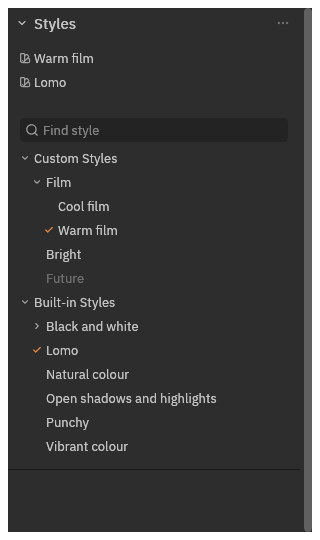 Styles
Warm film
Lomo
Find style
Custom Styles
Film
Cool film
Warm film
Bright
Future
Built-in Styles
Black and white
Lomo
Natural colour
Open shadows and highlights
Punchy
Vibrant colour